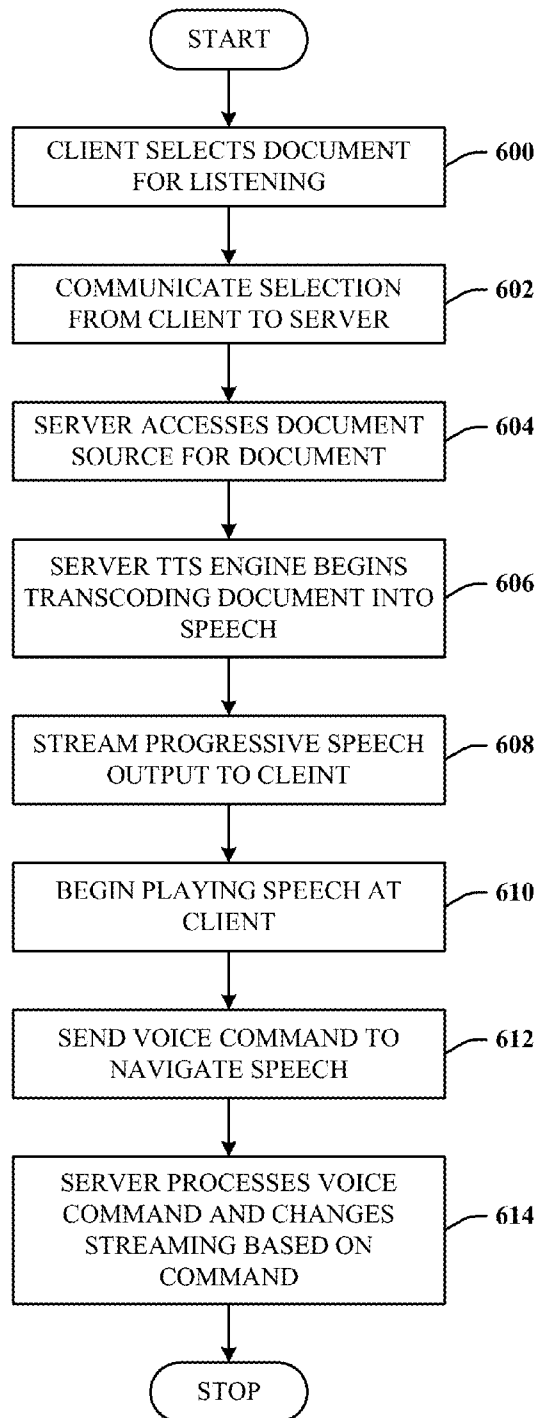 START
CLIENT SELECTS DOCUMENT
FOR LISTENING
600
COMMUNICATE SELECTION
FROM CLIENT TO SERVER
602
SERVER ACCESSES DOCUMENT
SOURCE FOR DOCUMENT
604
SERVER TTS ENGINE BEGINS
TRANSCODING DOCUMENT INTO
SPEECH
606
STREAM PROGRESSIVE SPEECH
OUTPUT TO CLEINT
608
BEGIN PLAYING SPEECH AT
CLIENT
610
SEND VOICE COMMAND TO
NAVIGATE SPEECH
612
SERVER PROCESSES VOICE
COMMAND AND CHANGES
STREAMING BASED ON
COMMAND
614
STOP